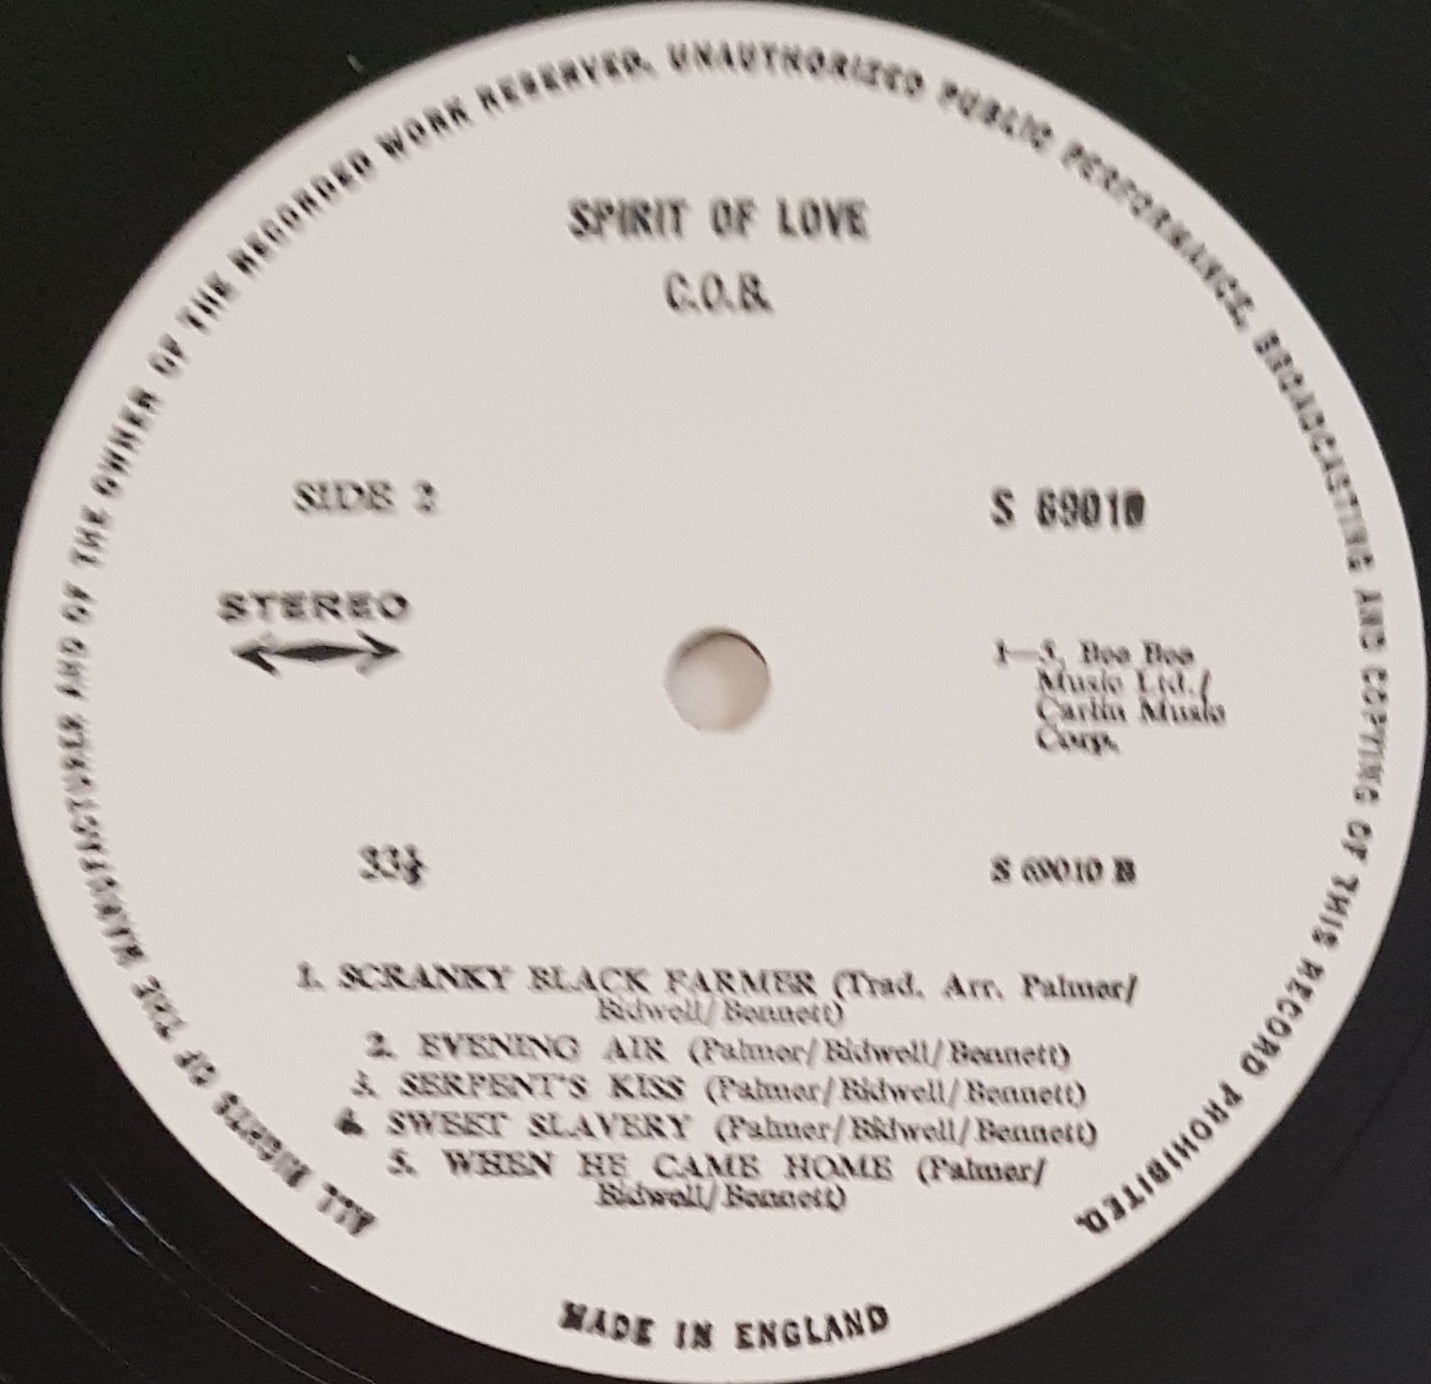 ALL RIGHTS OF THE MANUFACTURER AND OF THE OWNER OF THE RECORDED WORK RESERVED. UNAUTHORIZED PUBLIC PERFORMANCE, BROADCASTING AND COPYING OF THIS RECORD PROHIBITED.
SPIRIT OF LOVE
C.O.B.
SIDE 2
S 69010
STEREO
1—5. Bee Bee
Music Ltd./
Carlin Music
Corp.
33⅓
S 69010 B
1. SCRANKY BLACK FARMER (Trad. Arr. Palmer/
Bidwell/Bennett)
2. EVENING AIR (Palmer/Bidwell/Bennett)
3. SERPENT'S KISS (Palmer/Bidwell/Bennett)
4. SWEET SLAVERY (Palmer/Bidwell/Bennett)
5. WHEN HE CAME HOME (Palmer/
Bidwell/Bennett)
MADE IN ENGLAND